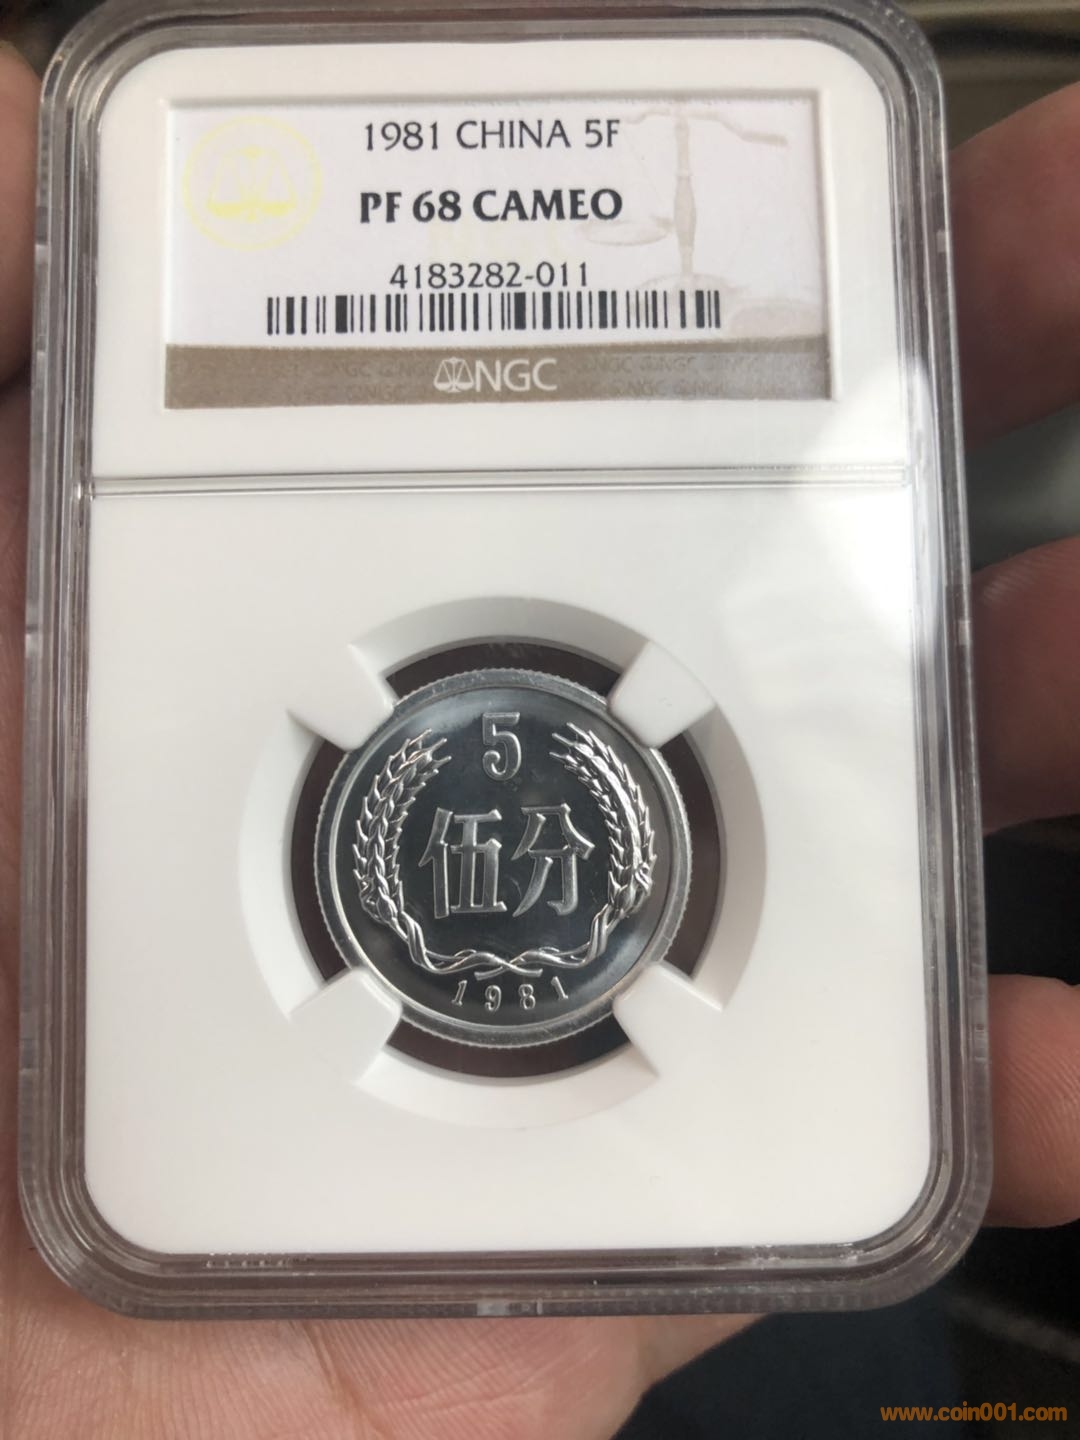 1981 CHINA 5F
PF 68 CAMEO
4183282-011
NGC
5
伍分
1981
www.coin001.com